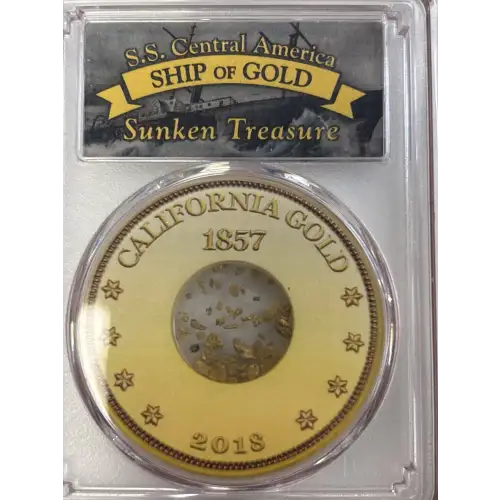 S.S. Central America
SHIP OF GOLD
Sunken Treasure
CALIFORNIA GOLD
1857
2018